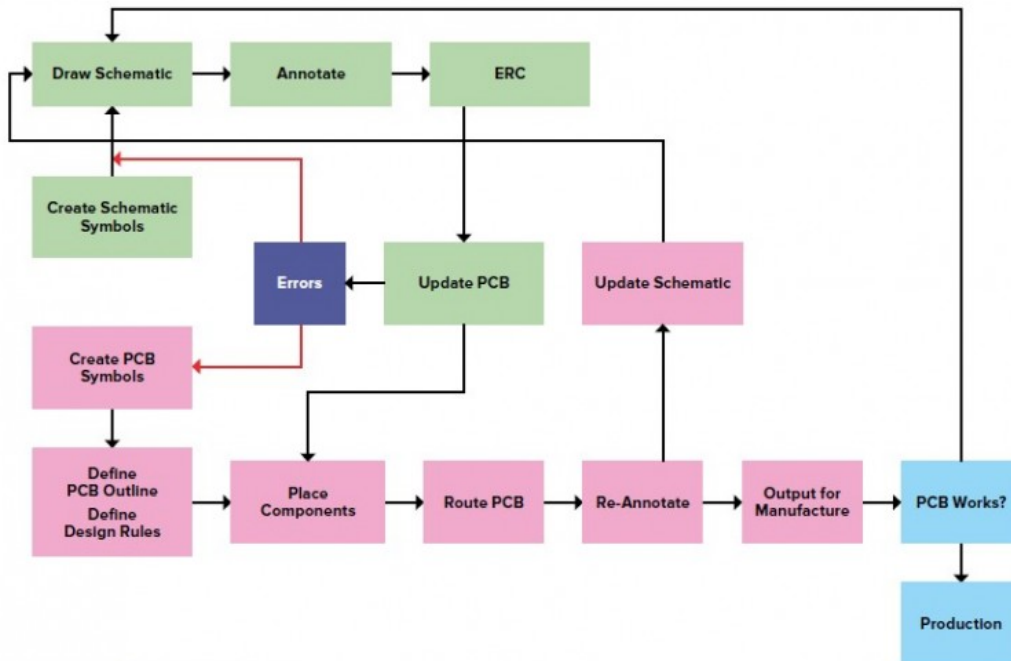 Draw Schematic
Annotate
ERC
Create Schematic
Symbols
Errors
Update PCB
Update Schematic
Create PCB
Symbols
Define
PCB Outline
Define
Design Rules
Place
Components
Route PCB
Re-Annotate
Output for
Manufacture
PCB Works?
Production